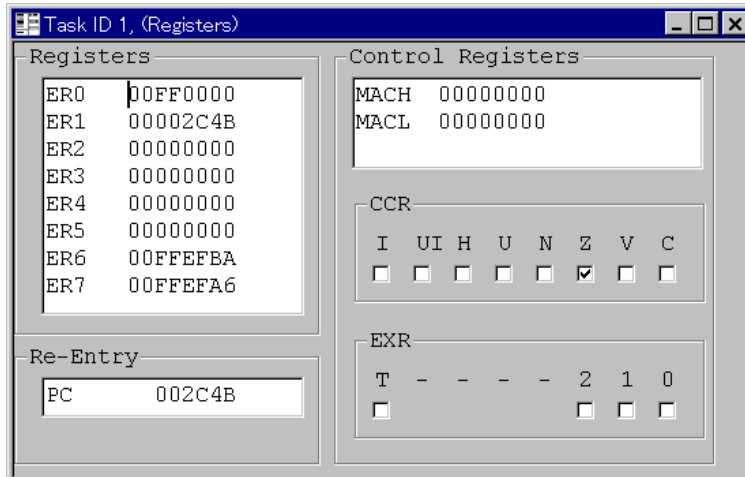 Task ID 1, (Registers)
Registers
ER0 00FF0000
ER1 00002C4B
ER2 00000000
ER3 00000000
ER4 00000000
ER5 00000000
ER6 00FFEFBA
ER7 00FFEFA6
Re-Entry
PC 002C4B
Control Registers
MACH 00000000
MACL 00000000
CCR
I UI H U N Z V C
EXR
T - - - - 2 1 0